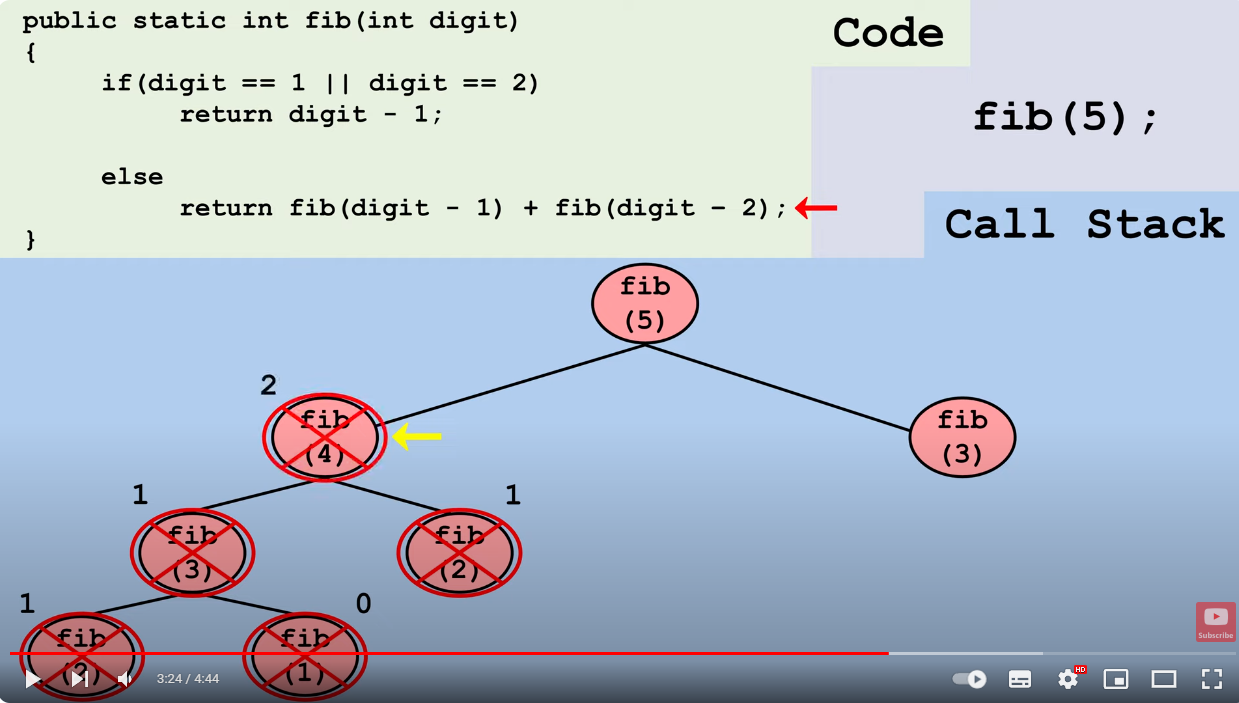 public static int fib(int digit)
{
if(digit == 1 || digit == 2)
return digit - 1;
else
return fib(digit - 1) + fib(digit - 2);
}
Code
fib(5);
Call Stack
fib
(5)
2
fib
(4)
fib
(3)
1
fib
(3)
1
fib
(2)
1
fib
(2)
0
fib
(1)
Subscribe
3:24 / 4:44
HD